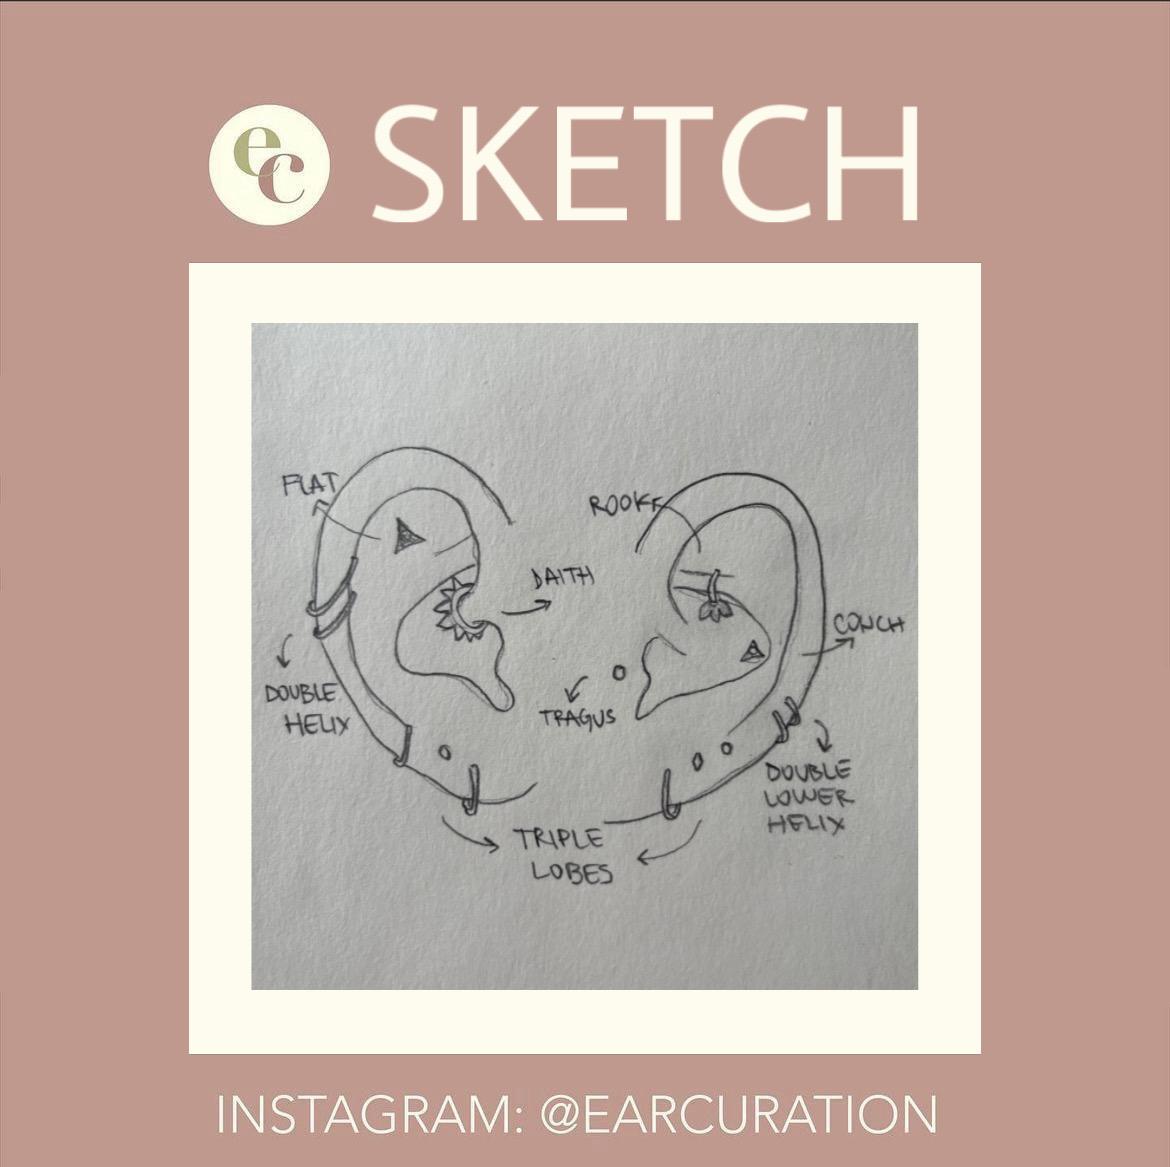 ec SKETCH
FLAT
ROOK
DAITH
CONCH
DOUBLE
HELIX
TRAGUS
DOUBLE
LOWER
HELIX
TRIPLE
LOBES
INSTAGRAM: @EARCURATION